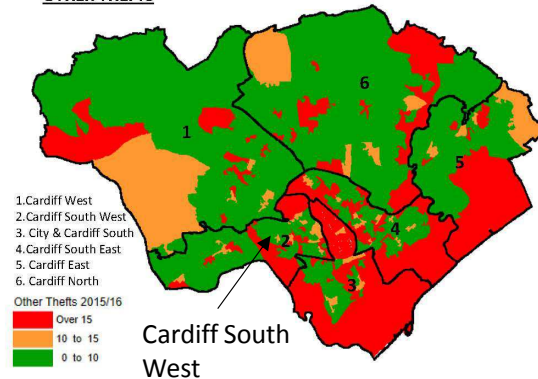 OTHER THEFTS
6
1
5
1.Cardiff West
2.Cardiff South West
3. City & Cardiff South
4.Cardiff South East
5. Cardiff East
6. Cardiff North
2
4
3
Other Thefts 2015/16
Over 15
10 to 15
0 to 10
Cardiff South
West